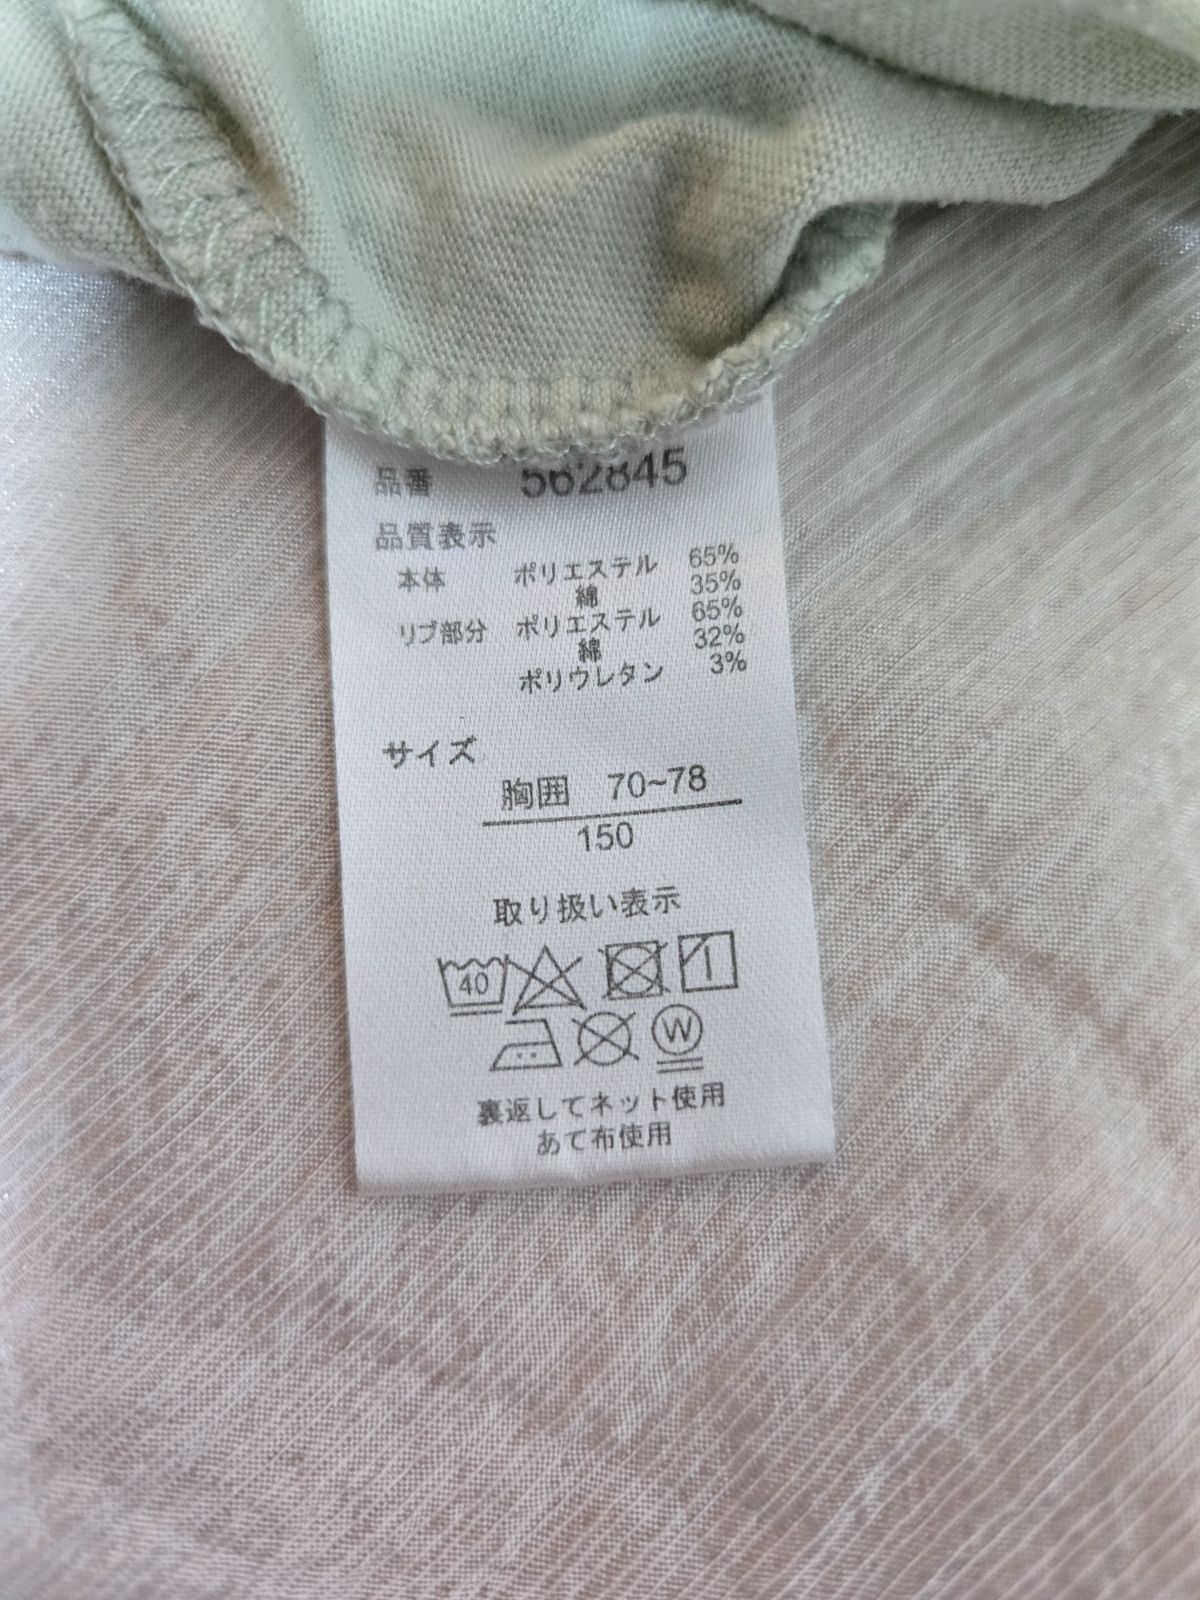 品番 562845
品質表示
本体 ポリエステル 65%
綿 35%
リブ部分 ポリエステル 65%
綿 32%
ポリウレタン 3%
サイズ
胸囲 70~78
150
取り扱い表示
40
W
裏返してネット使用
あて布使用